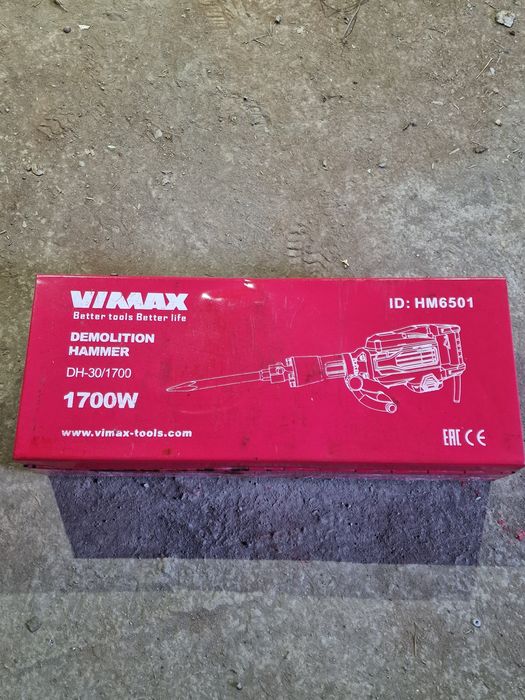 VIMAX
Better tools Better life
ID: HM6501
DEMOLITION
HAMMER
DH-30/1700
1700W
www.vimax-tools.com
EAC CE